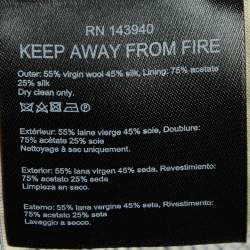 RN 143940
KEEP AWAY FROM FIRE
Outer: 55% virgin wool 45% silk, Lining: 75% acetate
25% silk
Dry clean only.
Extérieur: 55% laine vierge 45% soie, Doublure:
75% acétate 25% soie
Nettoyage à sec uniquement.
Exterior: 55% lana virgen 45% seda, Revestimiento:
75% acetato 25% seda
Limpieza en seco.
Esterno: 55% lana vergine 45% seta, Rivestimento:
75% acetato 25% seta
Lavaggio a secco.